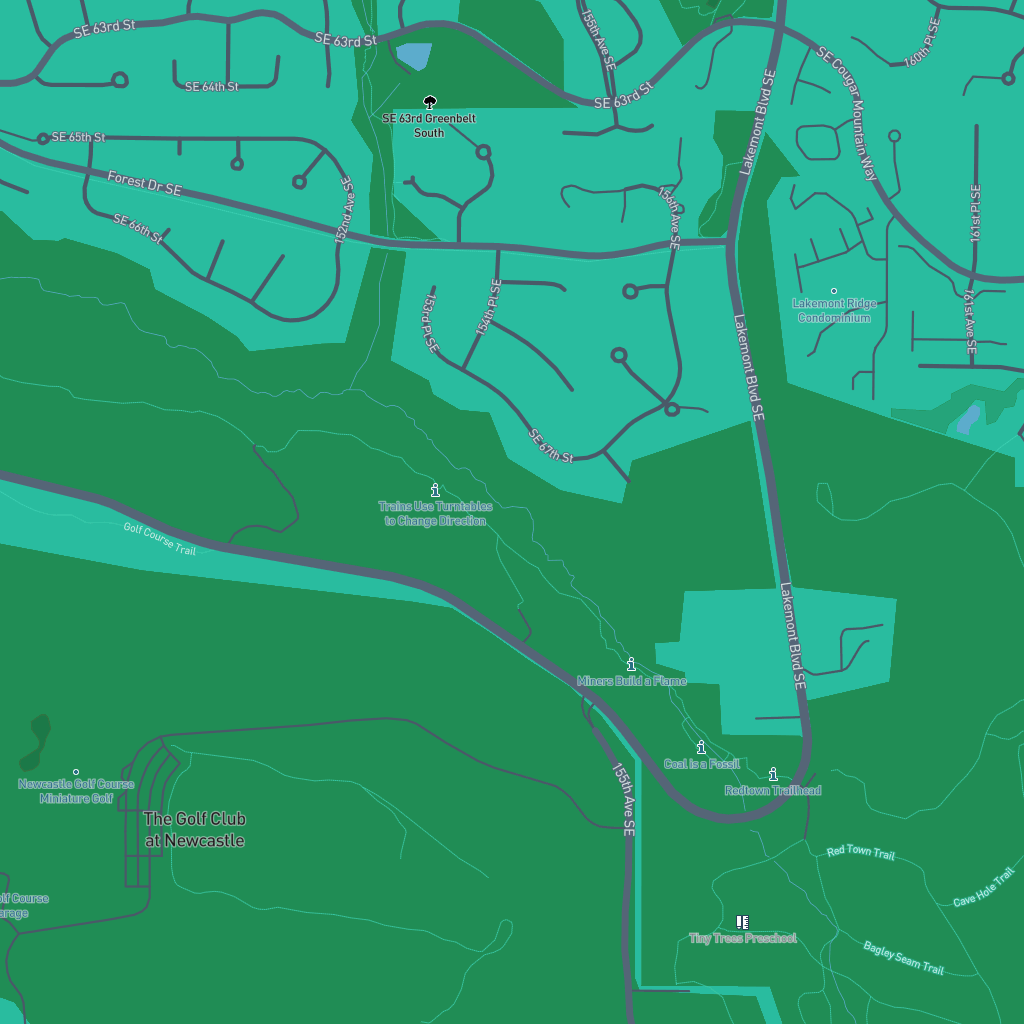 SE 63rd St
SE 63rd St
155th Ave SE
160th Pl SE
SE Cougar Mountain Way
SE 64th St
SE 63rd St
Lakemont Blvd SE
SE 63rd Greenbelt
South
SE 65th St
Forest Dr SE
152nd Ave SE
156th Ave SE
161st Pl SE
SE 66th St
153rd Pl SE
154th Pl SE
Lakemont Ridge
Condominium
161st Ave SE
Lakemont Blvd SE
SE 67th St
Trains Use Turntables
to Change Direction
Golf Course Trail
Lakemont Blvd SE
Miners Build a Flame
Coal is a Fossil
Redtown Trailhead
155th Ave SE
Newcastle Golf Course
Miniature Golf
The Golf Club
at Newcastle
Red Town Trail
Cave Hole Trail
olf Course
arage
Tiny Trees Preschool
Bagley Seam Trail